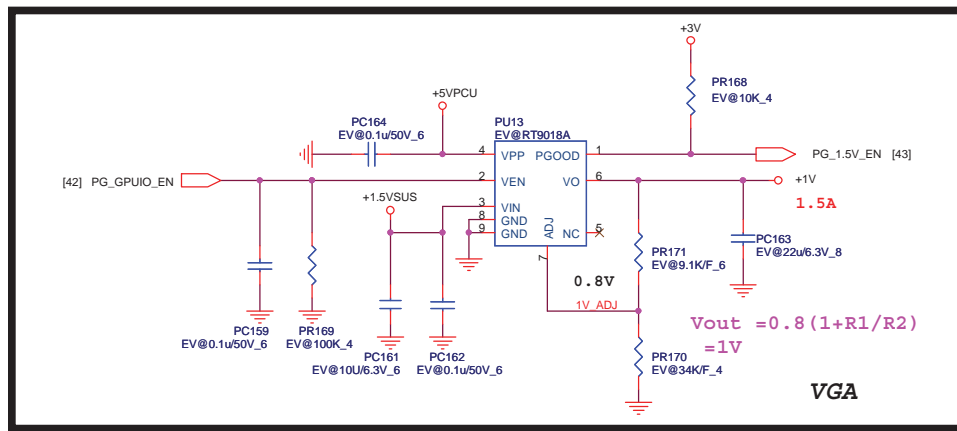 +3V
PR168
EV@10K_4
+5VPCU
PC164
EV@0.1u/50V_6
PU13
EV@RT9018A
4
VPP
PGOOD
1
PG_1.5V_EN [43]
[42] PG_GPUIO_EN
2
VEN
VO
6
+1V
1.5A
+1.5VSUS
3
VIN
8
GND
9
GND
ADJ
NC
5
7
PR171
EV@9.1K/F_6
PC163
EV@22u/6.3V_8
0.8V
1V_ADJ
Vout =0.8(1+R1/R2)
=1V
PC159
EV@0.1u/50V_6
PR169
EV@100K_4
PC161
EV@10U/6.3V_6
PC162
EV@0.1u/50V_6
PR170
EV@34K/F_4
VGA